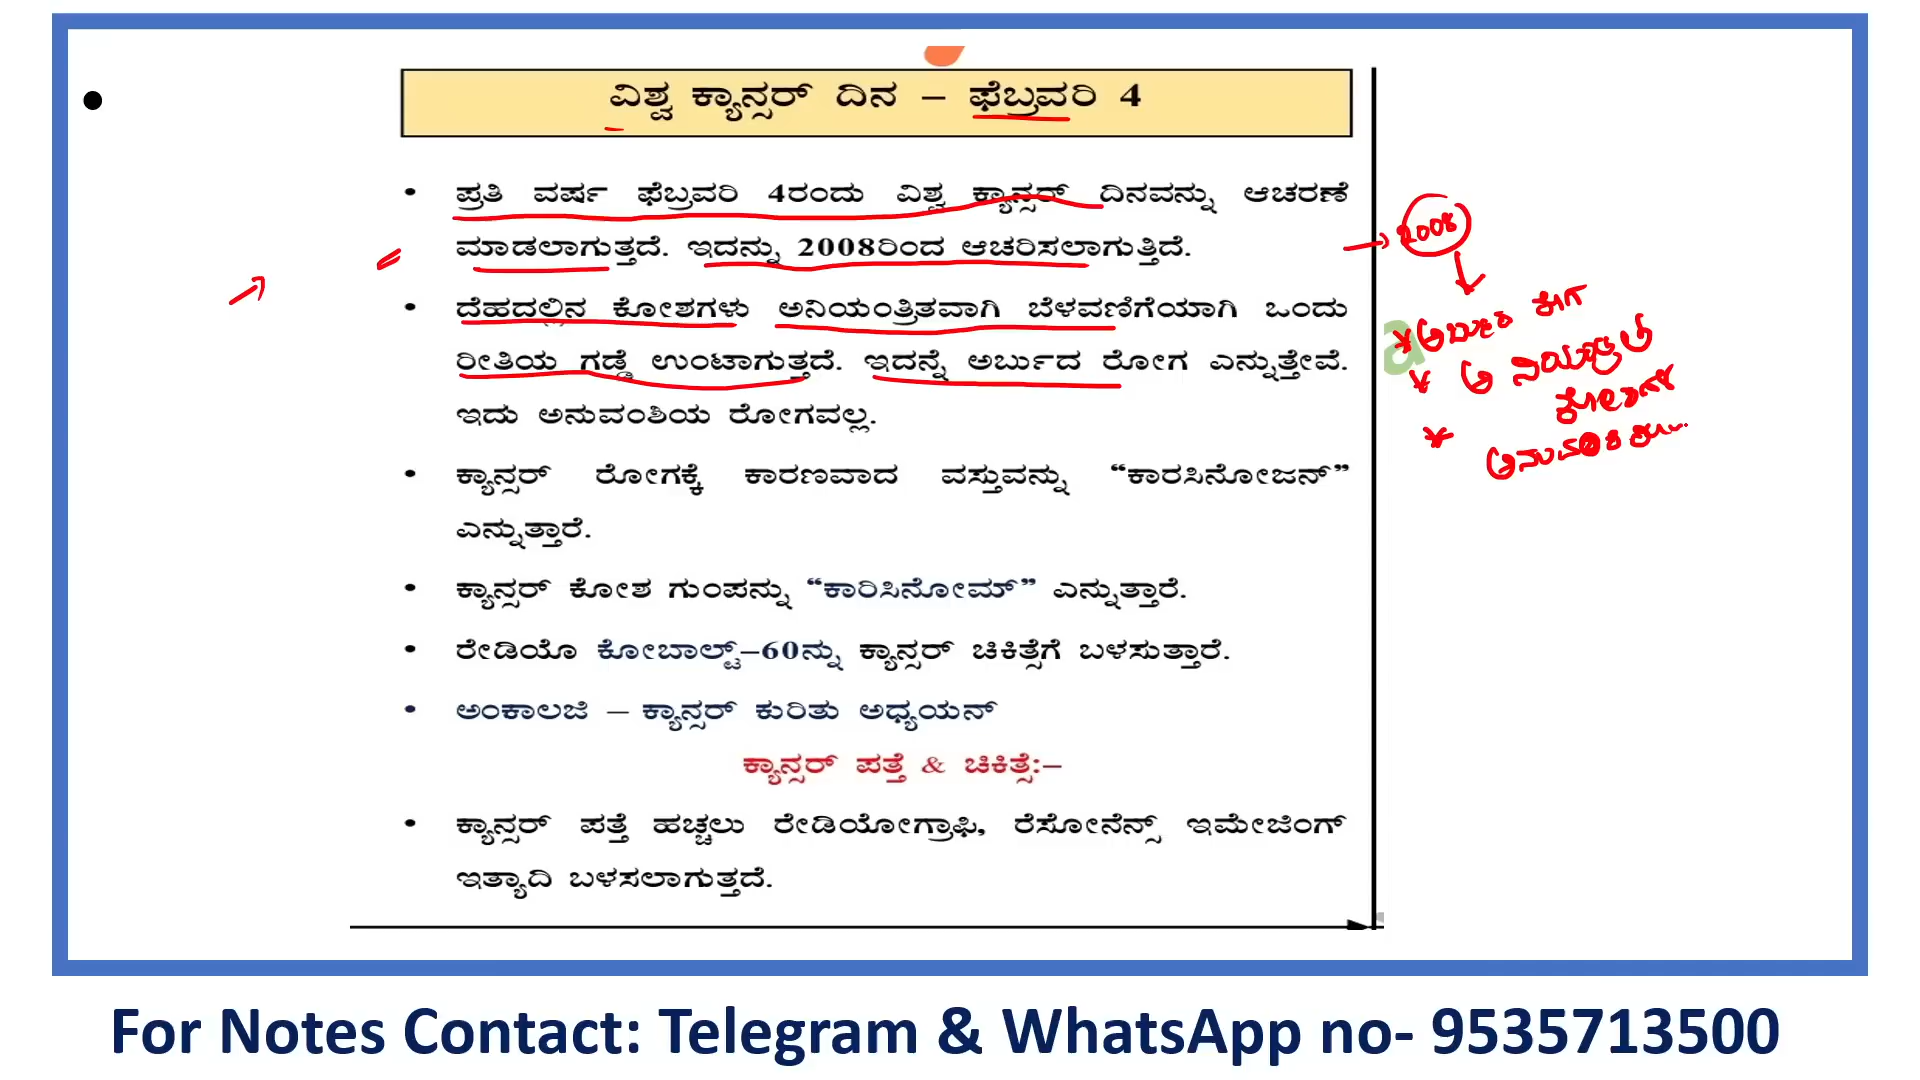 ವಿಶ್ವ ಕ್ಯಾನ್ಸರ್ ದಿನ – ಫೆಬ್ರವರಿ 4
• ಪ್ರತಿ ವರ್ಷ ಫೆಬ್ರವರಿ 4ರಂದು ವಿಶ್ವ ಕ್ಯಾನ್ಸರ್ ದಿನವನ್ನು ಆಚರಣೆ
ಮಾಡಲಾಗುತ್ತದೆ. ಇದನ್ನು 2008ರಿಂದ ಆಚರಿಸಲಾಗುತ್ತಿದೆ.
2008
• ದೆಹದಲ್ಲಿನ ಕೋಶಗಳು ಅನಿಯಂತ್ರಿತವಾಗಿ ಬೆಳವಣಿಗೆಯಾಗಿ ಒಂದು
ರೀತಿಯ ಗಡ್ಡೆ ಉಂಟಾಗುತ್ತದೆ. ಇದನ್ನೆ ಅರ್ಬುದ ರೋಗ ಎನ್ನುತ್ತೇವೆ.
ಇದು ಅನುವಂಶಿಯ ರೋಗವಲ್ಲ.
• ಕ್ಯಾನ್ಸರ್ ರೋಗಕ್ಕೆ ಕಾರಣವಾದ ವಸ್ತುವನ್ನು “ಕಾರಸಿನೋಜನ್”
ಎನ್ನುತ್ತಾರೆ.
• ಕ್ಯಾನ್ಸರ್ ಕೋಶ ಗುಂಪನ್ನು “ಕಾರಿಸಿನೋಮ್” ಎನ್ನುತ್ತಾರೆ.
• ರೇಡಿಯೊ ಕೋಬಾಲ್ಟ್–60ನ್ನು ಕ್ಯಾನ್ಸರ್ ಚಿಕಿತ್ಸೆಗೆ ಬಳಸುತ್ತಾರೆ.
• ಅಂಕಾಲಜಿ – ಕ್ಯಾನ್ಸರ್ ಕುರಿತು ಅಧ್ಯಯನ್
ಕ್ಯಾನ್ಸರ್ ಪತ್ತೆ & ಚಿಕಿತ್ಸೆ:–
• ಕ್ಯಾನ್ಸರ್ ಪತ್ತೆ ಹಚ್ಚಲು ರೇಡಿಯೋಗ್ರಾಫಿ, ರೆಸೋನೆನ್ಸ್ ಇಮೇಜಿಂಗ್
ಇತ್ಯಾದಿ ಬಳಸಲಾಗುತ್ತದೆ.
For Notes Contact: Telegram & WhatsApp no- 9535713500